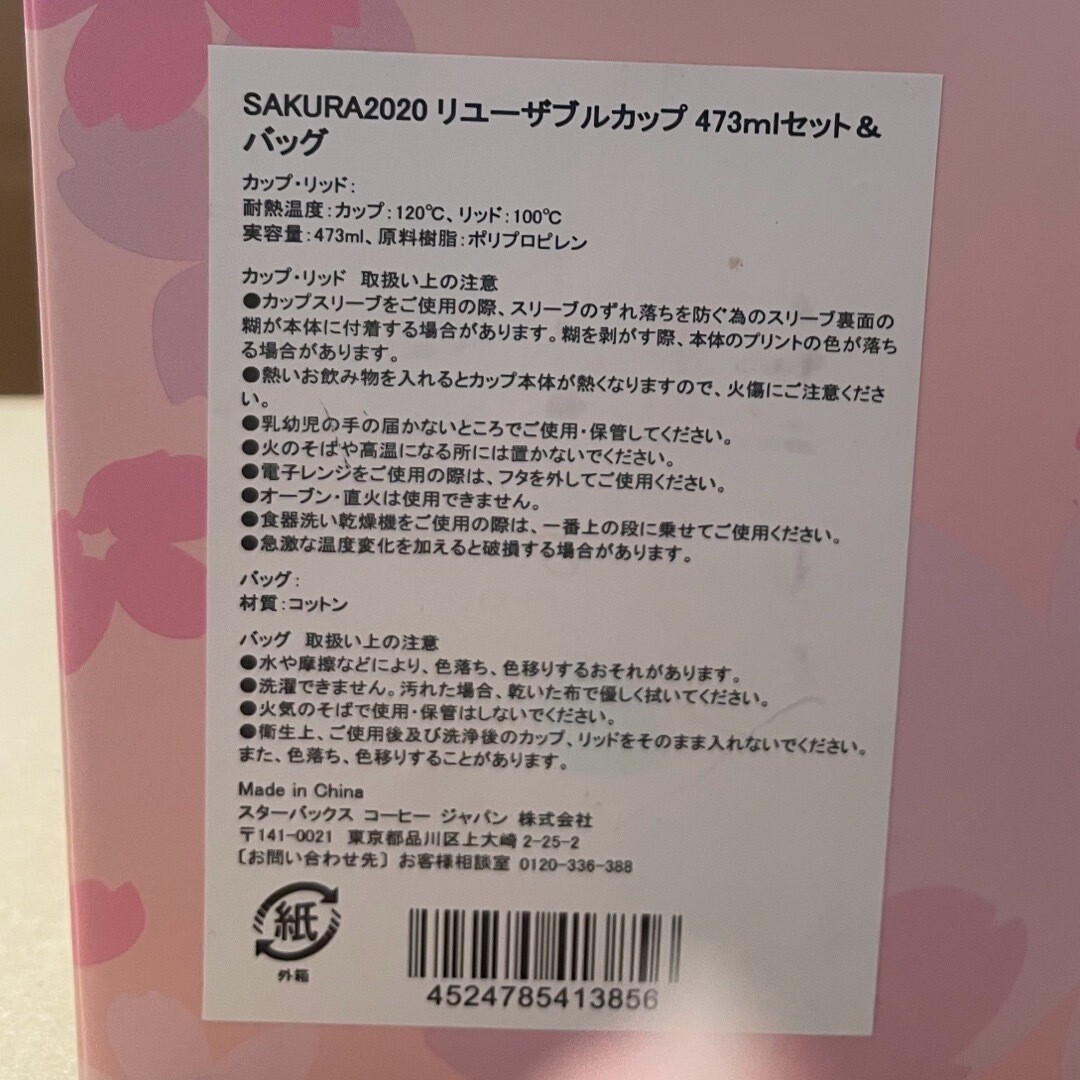 SAKURA2020 リユーザブルカップ 473mlセット&
バッグ
カップ・リッド:
耐熱温度:カップ:120℃、リッド:100℃
実容量:473ml、原料樹脂:ポリプロピレン
カップ・リッド 取扱い上の注意
●カップスリーブをご使用の際、スリーブのずれ落ちを防ぐ為のスリーブ裏面の
糊が本体に付着する場合があります。糊を剥がす際、本体のプリントの色が落ち
る場合があります。
●熱いお飲み物を入れるとカップ本体が熱くなりますので、火傷にご注意くださ
い。
●乳幼児の手の届かないところでご使用・保管してください。
●火のそばや高温になる所には置かないでください。
●電子レンジをご使用の際は、フタを外してご使用ください。
●オーブン・直火は使用できません。
●食器洗い乾燥機をご使用の際は、一番上の段に乗せてご使用ください。
●急激な温度変化を加えると破損する場合があります。
バッグ:
材質:コットン
バッグ 取扱い上の注意
●水や摩擦などにより、色落ち、色移りするおそれがあります。
●洗濯できません。汚れた場合、乾いた布で優しく拭いてください。
●火気のそばで使用・保管はしないでください。
●衛生上、ご使用後及び洗浄後のカップ、リッドをそのまま入れないでください。
また、色落ち、色移りすることがあります。
Made in China
スターバックス コーヒー ジャパン 株式会社
〒141-0021 東京都品川区上大崎 2-25-2
〔お問い合わせ先〕 お客様相談室 0120-336-388
紙
外箱
4524785413856